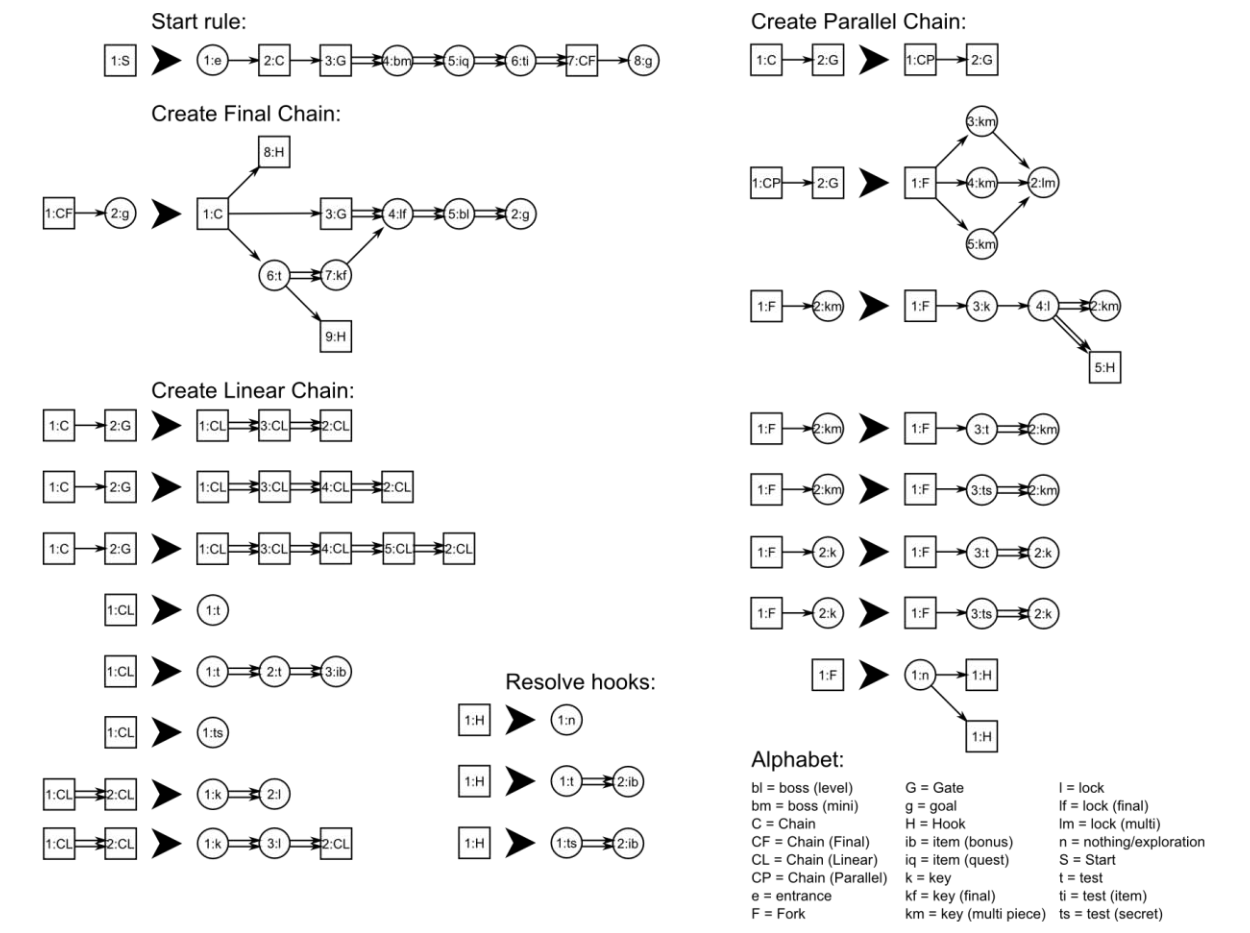 Start rule:
1:S 1:e 2:C 3:G 4:bm 5:iq 6:ti 7:CF 8:g
Create Final Chain:
8:H
1:CF 2:g 1:C 3:G 4:lf 5:bl 2:g
6:t 7:kf
9:H
Create Linear Chain:
1:C 2:G 1:CL 3:CL 2:CL
1:C 2:G 1:CL 3:CL 4:CL 2:CL
1:C 2:G 1:CL 3:CL 4:CL 5:CL 2:CL
1:CL 1:t
1:CL 1:t 2:t 3:ib
1:CL 1:ts
1:CL 2:CL 1:k 2:l
1:CL 2:CL 1:k 3:l 2:CL
Resolve hooks:
1:H 1:n
1:H 1:t 2:ib
1:H 1:ts 2:ib
Create Parallel Chain:
1:C 2:G 1:CP 2:G
3:km
1:CP 2:G 1:F 4:km 2:lm
5:km
1:F 2:km 1:F 3:k 4:l 2:km
5:H
1:F 2:km 1:F 3:t 2:km
1:F 2:km 1:F 3:ts 2:km
1:F 2:k 1:F 3:t 2:k
1:F 2:k 1:F 3:ts 2:k
1:F 1:n 1:H
1:H
Alphabet:
bl = boss (level)
bm = boss (mini)
C = Chain
CF = Chain (Final)
CL = Chain (Linear)
CP = Chain (Parallel)
e = entrance
F = Fork
G = Gate
g = goal
H = Hook
ib = item (bonus)
iq = item (quest)
k = key
kf = key (final)
km = key (multi piece)
l = lock
lf = lock (final)
lm = lock (multi)
n = nothing/exploration
S = Start
t = test
ti = test (item)
ts = test (secret)